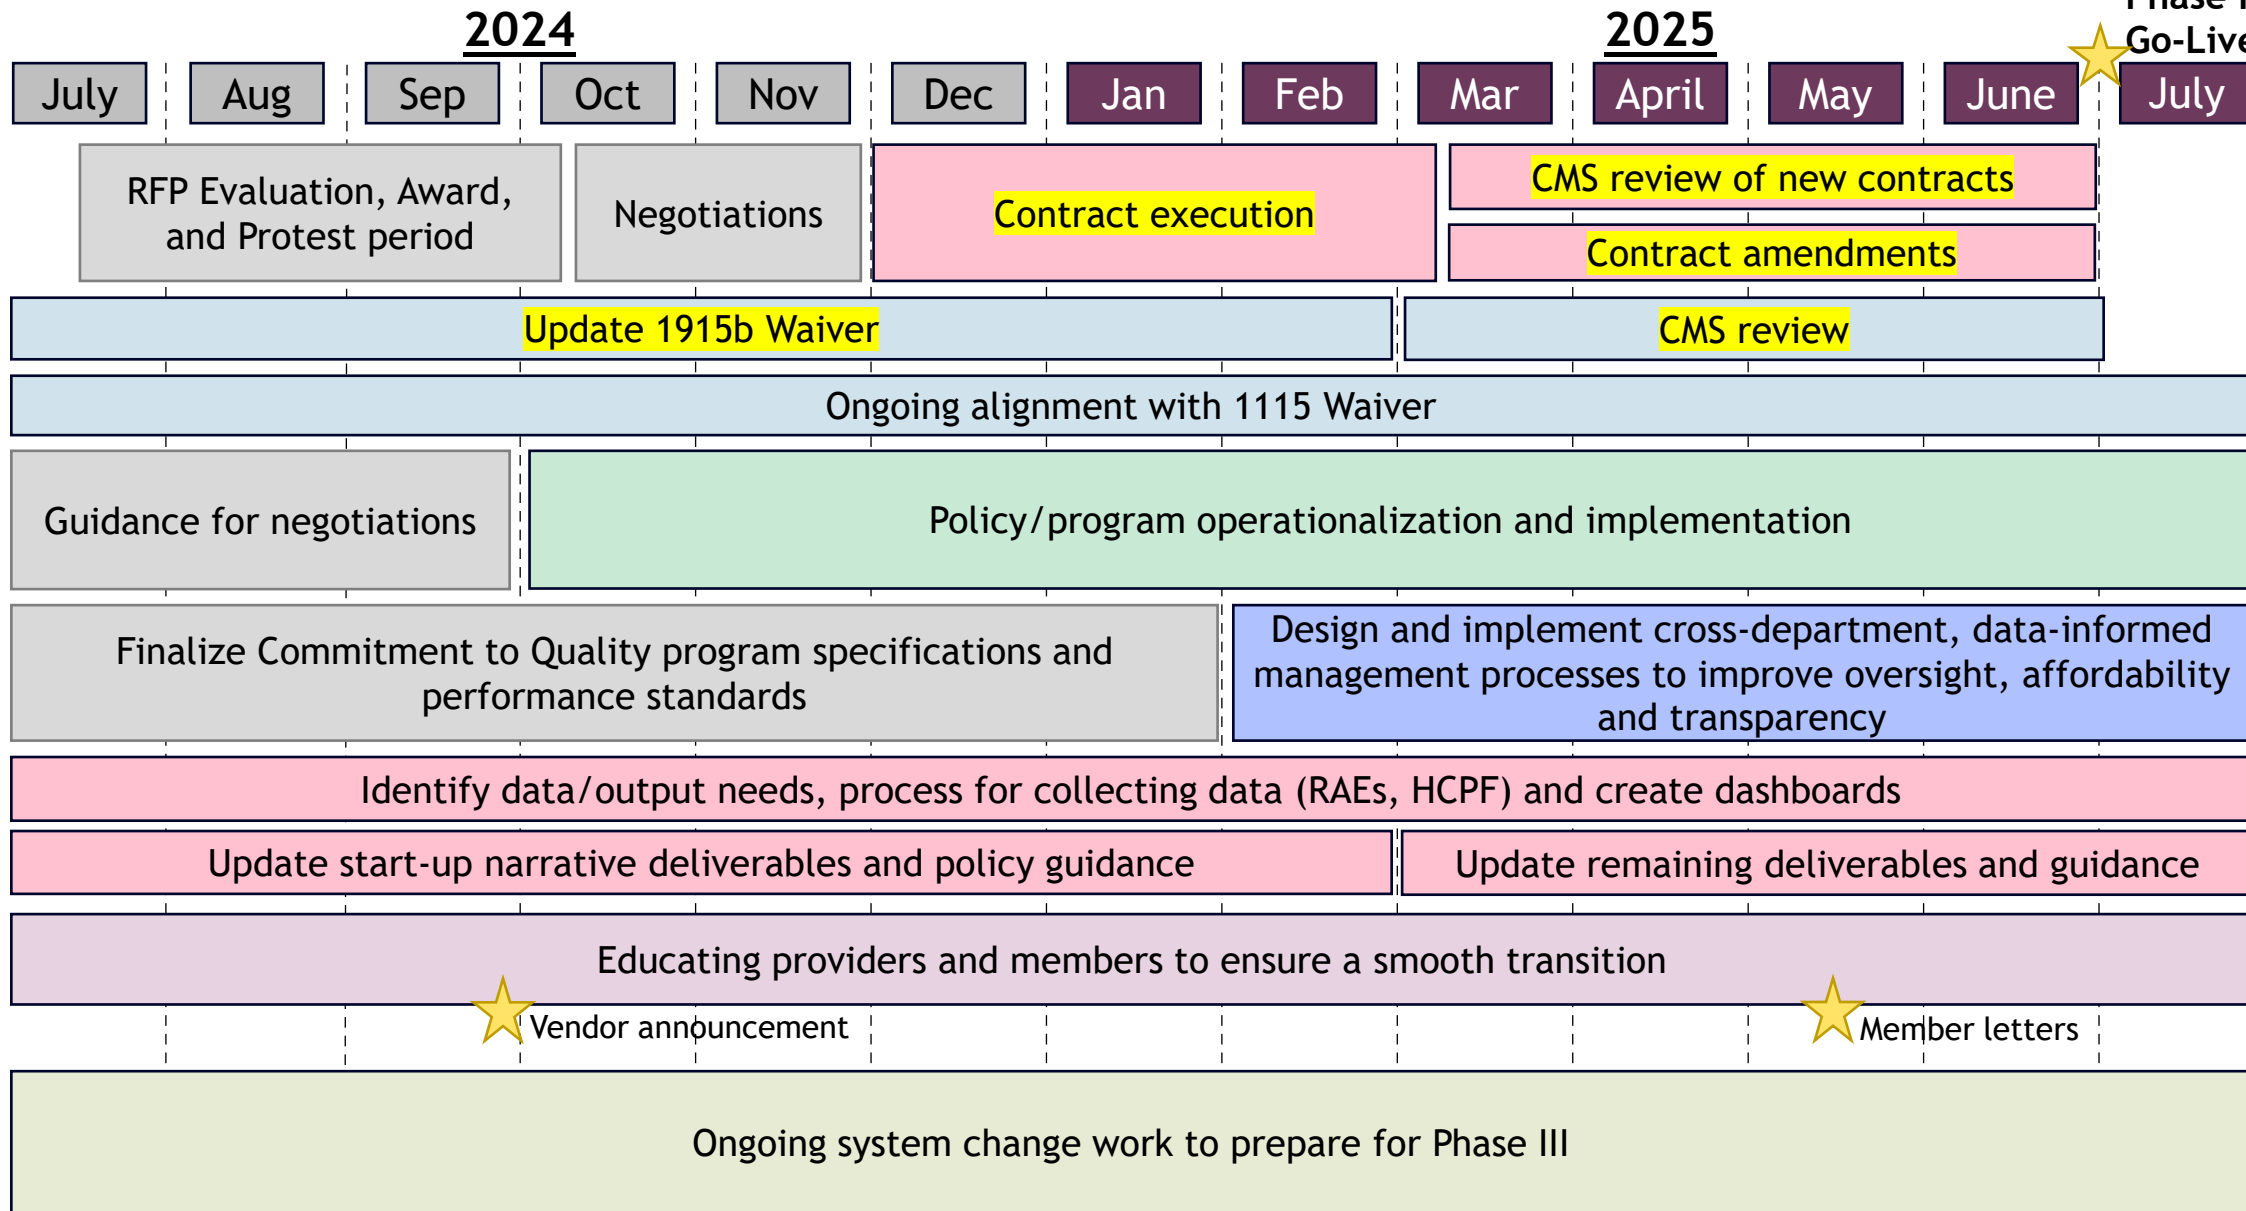 2024
2025
Go-Live
July
Aug
Sep
Oct
Nov
Dec
Jan
Feb
Mar
April
May
June
July
RFP Evaluation, Award,
and Protest period
Negotiations
Contract execution
CMS review of new contracts
Contract amendments
Update 1915b Waiver
CMS review
Ongoing alignment with 1115 Waiver
Guidance for negotiations
Policy/program operationalization and implementation
Finalize Commitment to Quality program specifications and
performance standards
Design and implement cross-department, data-informed
management processes to improve oversight, affordability
and transparency
Identify data/output needs, process for collecting data (RAEs, HCPF) and create dashboards
Update start-up narrative deliverables and policy guidance
Update remaining deliverables and guidance
Educating providers and members to ensure a smooth transition
Vendor announcement
Member letters
Ongoing system change work to prepare for Phase III